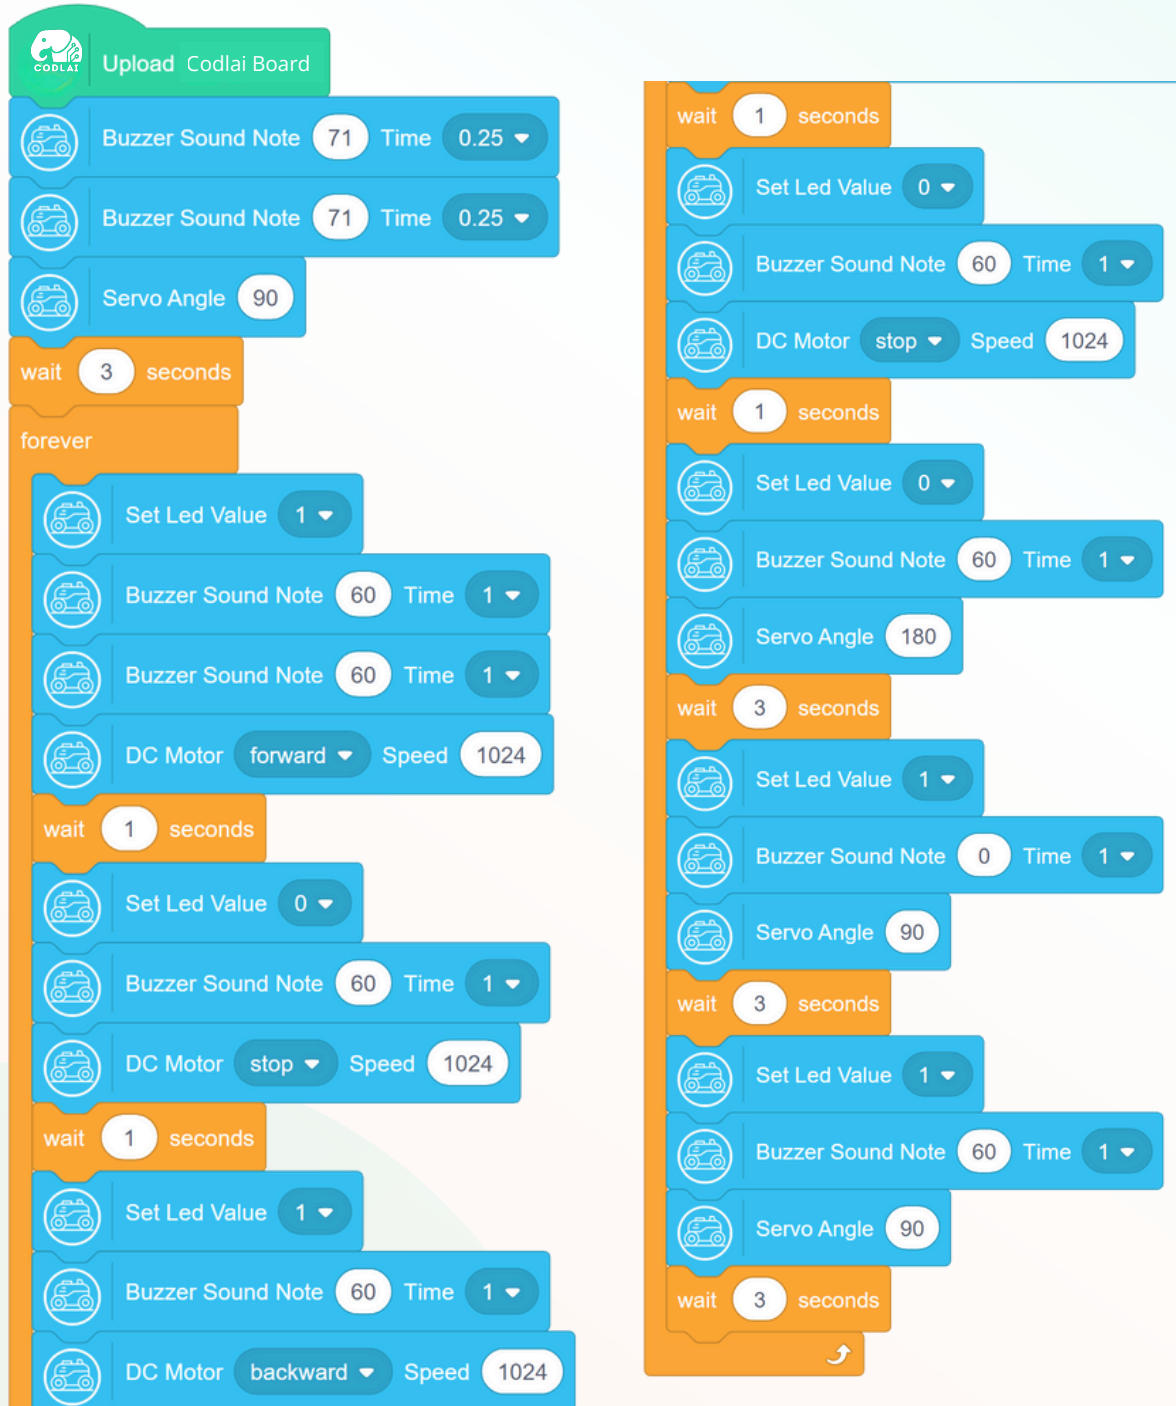 CODLAI
Upload Codlai Board
Buzzer Sound Note 71 Time 0.25
Buzzer Sound Note 71 Time 0.25
Servo Angle 90
wait 3 seconds
forever
Set Led Value 1
Buzzer Sound Note 60 Time 1
Buzzer Sound Note 60 Time 1
DC Motor forward Speed 1024
wait 1 seconds
Set Led Value 0
Buzzer Sound Note 60 Time 1
DC Motor stop Speed 1024
wait 1 seconds
Set Led Value 1
Buzzer Sound Note 60 Time 1
DC Motor backward Speed 1024
wait 1 seconds
Set Led Value 0
Buzzer Sound Note 60 Time 1
DC Motor stop Speed 1024
wait 1 seconds
Set Led Value 0
Buzzer Sound Note 60 Time 1
Servo Angle 180
wait 3 seconds
Set Led Value 1
Buzzer Sound Note 0 Time 1
Servo Angle 90
wait 3 seconds
Set Led Value 1
Buzzer Sound Note 60 Time 1
Servo Angle 90
wait 3 seconds